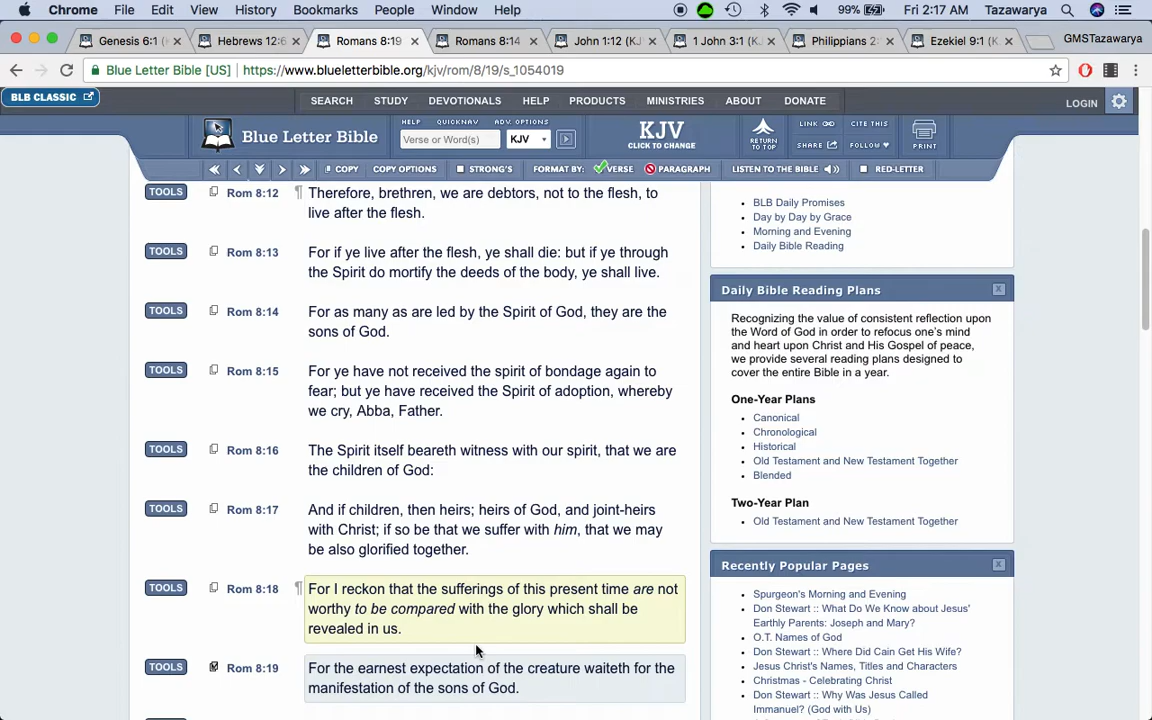 Chrome File Edit View History Bookmarks People Window Help 99% Fri 2:17 AM Tazawarya
Genesis 6:1 ( × Hebrews 12:6 × Romans 8:19 × Romans 8:14 × John 1:12 (KJ × 1 John 3:1 (KJ × Philippians 2: × Ezekiel 9:1 (K × GMSTazawarya
Blue Letter Bible [US] https://www.blueletterbible.org/kjv/rom/8/19/s_1054019
BLB CLASSIC
SEARCH STUDY DEVOTIONALS HELP PRODUCTS MINISTRIES ABOUT DONATE LOGIN
Blue Letter Bible
HELP QUICKNAV ADV. OPTIONS
Verse or Word(s) KJV
KJV
CLICK TO CHANGE
RETURN
TO TOP
LINK CITE THIS
SHARE FOLLOW
PRINT
COPY COPY OPTIONS STRONG'S FORMAT BY: VERSE PARAGRAPH LISTEN TO THE BIBLE RED-LETTER
TOOLS Rom 8:12 ¶ Therefore, brethren, we are debtors, not to the flesh, to
live after the flesh.
TOOLS Rom 8:13 For if ye live after the flesh, ye shall die: but if ye through
the Spirit do mortify the deeds of the body, ye shall live.
TOOLS Rom 8:14 For as many as are led by the Spirit of God, they are the
sons of God.
TOOLS Rom 8:15 For ye have not received the spirit of bondage again to
fear; but ye have received the Spirit of adoption, whereby
we cry, Abba, Father.
TOOLS Rom 8:16 The Spirit itself beareth witness with our spirit, that we are
the children of God:
TOOLS Rom 8:17 And if children, then heirs; heirs of God, and joint-heirs
with Christ; if so be that we suffer with him, that we may
be also glorified together.
TOOLS Rom 8:18 ¶ For I reckon that the sufferings of this present time are not
worthy to be compared with the glory which shall be
revealed in us.
TOOLS Rom 8:19 For the earnest expectation of the creature waiteth for the
manifestation of the sons of God.
BLB Daily Promises
Day by Day by Grace
Morning and Evening
Daily Bible Reading
Daily Bible Reading Plans x
Recognizing the value of consistent reflection upon
the Word of God in order to refocus one's mind
and heart upon Christ and His Gospel of peace,
we provide several reading plans designed to
cover the entire Bible in a year.
One-Year Plans
Canonical
Chronological
Historical
Old Testament and New Testament Together
Blended
Two-Year Plan
Old Testament and New Testament Together
Recently Popular Pages x
Spurgeon's Morning and Evening
Don Stewart :: What Do We Know about Jesus'
Earthly Parents: Joseph and Mary?
O.T. Names of God
Don Stewart :: Where Did Cain Get His Wife?
Jesus Christ's Names, Titles and Characters
Christmas - Celebrating Christ
Don Stewart :: Why Was Jesus Called
Immanuel? (God with Us)